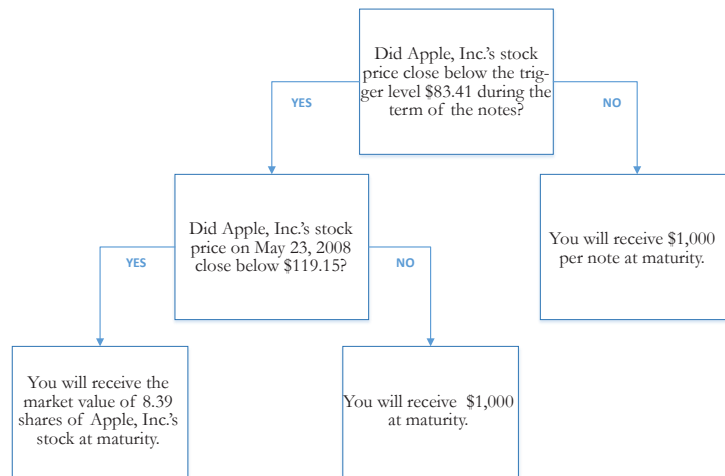 Did Apple, Inc.'s stock
price close below the trig-
ger level $83.41 during the
term of the notes?
YES
NO
Did Apple, Inc.'s stock
price on May 23, 2008
close below $119.15?
You will receive $1,000
per note at maturity.
YES
NO
You will receive the
market value of 8.39
shares of Apple, Inc.'s
stock at maturity.
You will receive $1,000
at maturity.